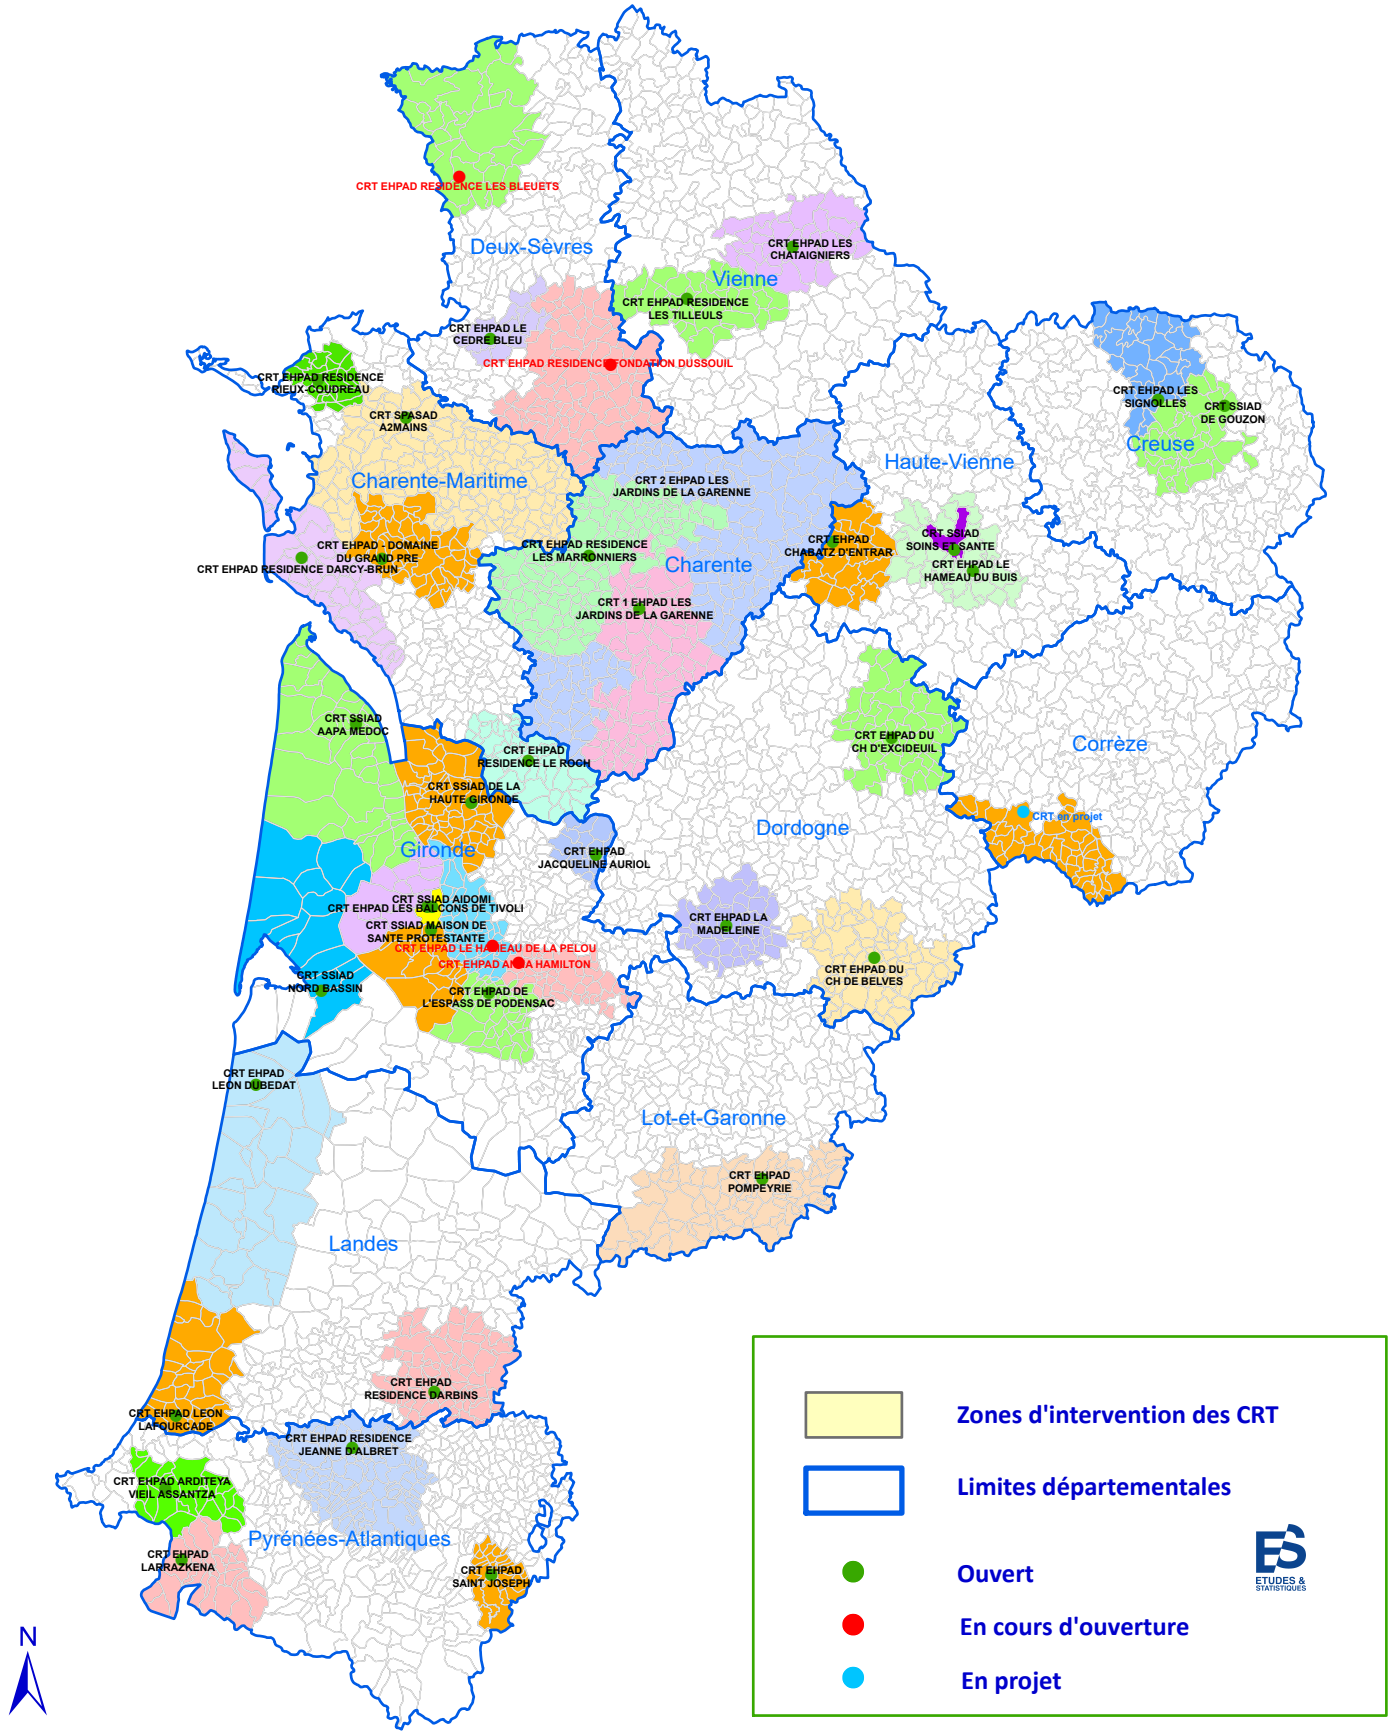 CRT EHPAD RESIDENCE LES BLEUETS
Deux-Sèvres
CRT EHPAD LES
CHATAIGNIERS
Vienne
CRT EHPAD RESIDENCE
LES TILLEULS
CRT EHPAD LE
CEDRE BLEU
CRT EHPAD RESIDENCE FONDATION DUSSOUIL
CRT EHPAD RESIDENCE
RIEUX-COUDREAU
CRT SPASAD
A2MAINS
CRT EHPAD LES
SIGNOLLES
CRT SSIAD
DE GOUZON
Creuse
Haute-Vienne
Charente-Maritime
CRT 2 EHPAD LES
JARDINS DE LA GARENNE
CRT EHPAD - DOMAINE
DU GRAND PRE
CRT EHPAD RESIDENCE DARCY-BRUN
CRT EHPAD RESIDENCE
LES MARRONNIERS
Charente
CRT EHPAD
CHABATZ D'ENTRAR
CRT SSIAD
SOINS ET SANTE
CRT EHPAD LE
HAMEAU DU BUIS
CRT 1 EHPAD LES
JARDINS DE LA GARENNE
CRT SSIAD
AAPA MEDOC
CRT EHPAD
RESIDENCE LE ROCH
CRT EHPAD DU
CH D'EXCIDEUIL
Corrèze
CRT SSIAD DE LA
HAUTE GIRONDE
CRT en projet
Dordogne
Gironde
CRT EHPAD
JACQUELINE AURIOL
CRT SSIAD AIDOMI
CRT EHPAD LES BALCONS DE TIVOLI
CRT SSIAD MAISON DE
SANTE PROTESTANTE
CRT EHPAD LA
MADELEINE
CRT EHPAD LE HAMEAU DE LA PELOU
CRT EHPAD ANNA HAMILTON
CRT SSIAD
NORD BASSIN
CRT EHPAD DE
L'ESPASS DE PODENSAC
CRT EHPAD DU
CH DE BELVES
CRT EHPAD
LEON DUBEDAT
Lot-et-Garonne
CRT EHPAD
POMPEYRIE
Landes
CRT EHPAD
RESIDENCE DARBINS
CRT EHPAD LEON
LAFOURCADE
CRT EHPAD RESIDENCE
JEANNE D'ALBRET
CRT EHPAD ARDITEYA
VIEIL ASSANTZA
Pyrénées-Atlantiques
CRT EHPAD
LARRAZKENA
CRT EHPAD
SAINT JOSEPH
N
Zones d'intervention des CRT
Limites départementales
Ouvert
En cours d'ouverture
En projet
ES
ETUDES &
STATISTIQUES